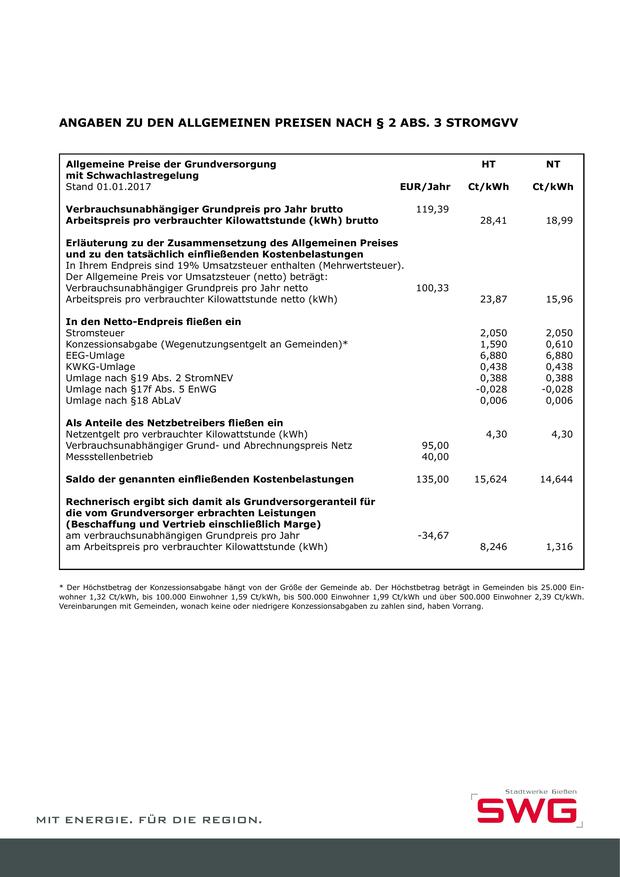 ANGABEN ZU DEN ALLGEMEINEN PREISEN NACH § 2 ABS. 3 STROMGVV
Allgemeine Preise der Grundversorgung HT NT
mit Schwachlastregelung
Stand 01.01.2017 EUR/Jahr Ct/kWh Ct/kWh
Verbrauchsunabhängiger Grundpreis pro Jahr brutto 119,39
Arbeitspreis pro verbrauchter Kilowattstunde (kWh) brutto 28,41 18,99
Erläuterung zu der Zusammensetzung des Allgemeinen Preises
und zu den tatsächlich einfließenden Kostenbelastungen
In Ihrem Endpreis sind 19% Umsatzsteuer enthalten (Mehrwertsteuer).
Der Allgemeine Preis vor Umsatzsteuer (netto) beträgt:
Verbrauchsunabhängiger Grundpreis pro Jahr netto 100,33
Arbeitspreis pro verbrauchter Kilowattstunde netto (kWh) 23,87 15,96
In den Netto-Endpreis fließen ein
Stromsteuer 2,050 2,050
Konzessionsabgabe (Wegenutzungsentgelt an Gemeinden)* 1,590 0,610
EEG-Umlage 6,880 6,880
KWKG-Umlage 0,438 0,438
Umlage nach §19 Abs. 2 StromNEV 0,388 0,388
Umlage nach §17f Abs. 5 EnWG -0,028 -0,028
Umlage nach §18 AbLaV 0,006 0,006
Als Anteile des Netzbetreibers fließen ein
Netzentgelt pro verbrauchter Kilowattstunde (kWh) 4,30 4,30
Verbrauchsunabhängiger Grund- und Abrechnungspreis Netz 95,00
Messstellenbetrieb 40,00
Saldo der genannten einfließenden Kostenbelastungen 135,00 15,624 14,644
Rechnerisch ergibt sich damit als Grundversorgeranteil für
die vom Grundversorger erbrachten Leistungen
(Beschaffung und Vertrieb einschließlich Marge)
am verbrauchsunabhängigen Grundpreis pro Jahr -34,67
am Arbeitspreis pro verbrauchter Kilowattstunde (kWh) 8,246 1,316
* Der Höchstbetrag der Konzessionsabgabe hängt von der Größe der Gemeinde ab. Der Höchstbetrag beträgt in Gemeinden bis 25.000 Ein-
wohner 1,32 Ct/kWh, bis 100.000 Einwohner 1,59 Ct/kWh, bis 500.000 Einwohner 1,99 Ct/kWh und über 500.000 Einwohner 2,39 Ct/kWh.
Vereinbarungen mit Gemeinden, wonach keine oder niedrigere Konzessionsabgaben zu zahlen sind, haben Vorrang.
Stadtwerke Gießen
SWG
MIT ENERGIE. FÜR DIE REGION.